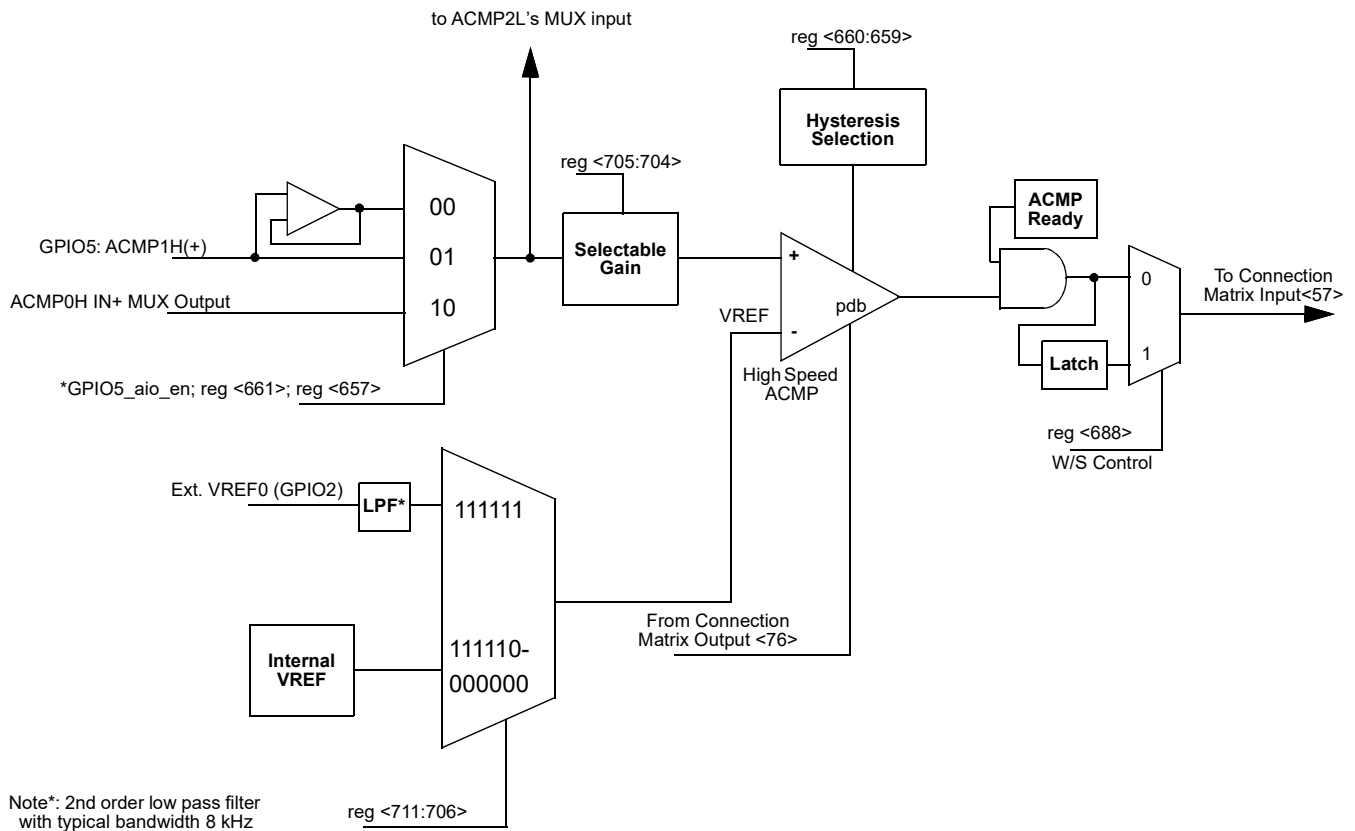 to ACMP2L's MUX input
reg <660:659>
Hysteresis
Selection
reg <705:704>
ACMP
Ready
00
GPIO5: ACMP1H(+)
01
Selectable
Gain
+
0
To Connection
Matrix Input<57>
ACMP0H IN+ MUX Output
10
pdb
VREF
-
1
Latch
High Speed
ACMP
*GPIO5_aio_en; reg <661>; reg <657>
reg <688>
W/S Control
Ext. VREF0 (GPIO2)
LPF*
111111
From Connection
Matrix Output <76>
Internal
VREF
111110-
000000
Note*: 2nd order low pass filter
with typical bandwidth 8 kHz
reg <711:706>